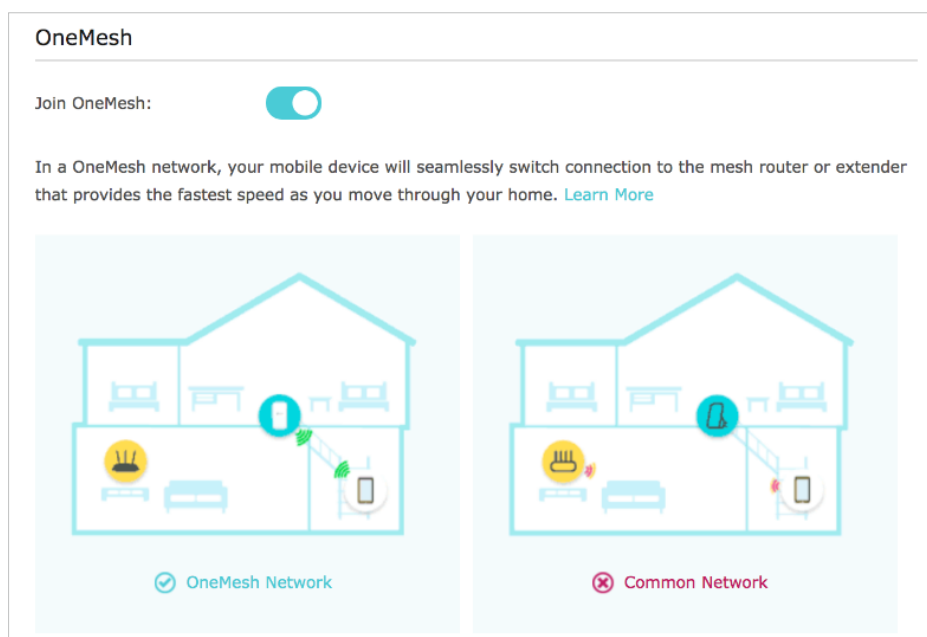 OneMesh
Join OneMesh:
In a OneMesh network, your mobile device will seamlessly switch connection to the mesh router or extender
that provides the fastest speed as you move through your home. Learn More
OneMesh Network
Common Network